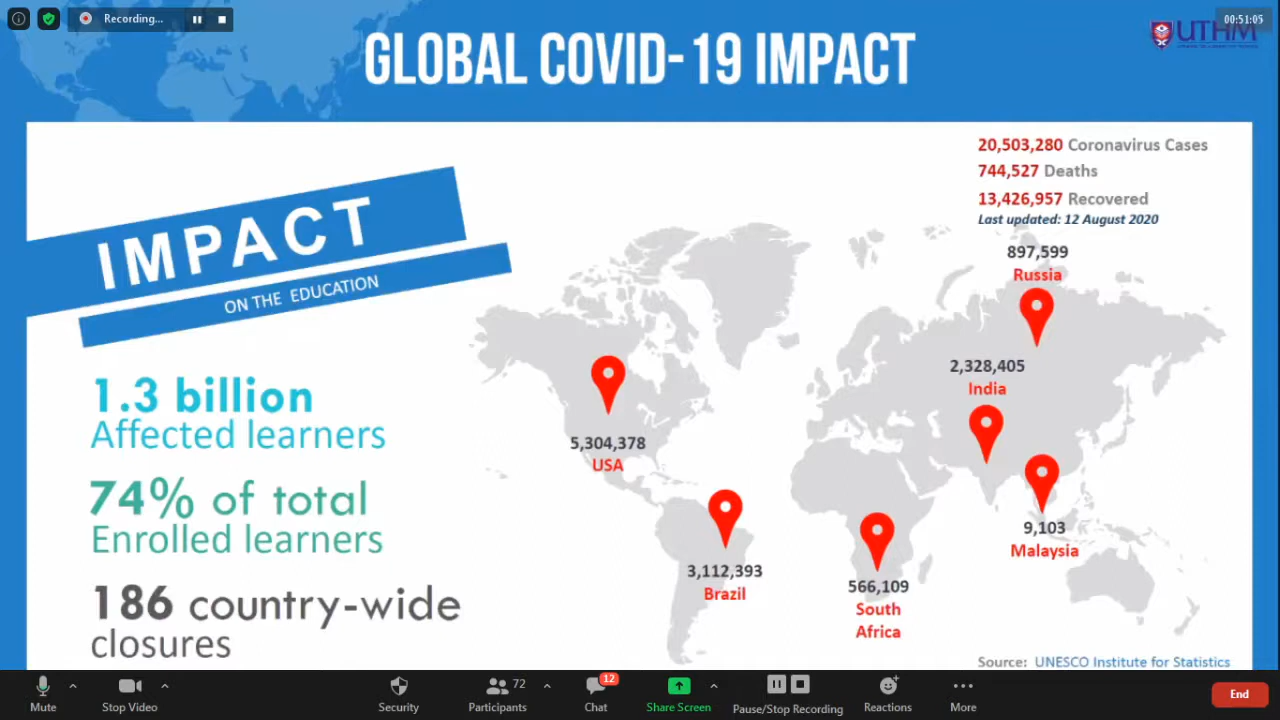 Recording...
00:51:05
UTHM
GLOBAL COVID-19 IMPACT
20,503,280 Coronavirus Cases
744,527 Deaths
13,426,957 Recovered
Last updated: 12 August 2020
IMPACT
ON THE EDUCATION
1.3 billion
Affected learners
74% of total
Enrolled learners
186 country-wide
closures
897,599
Russia
2,328,405
India
5,304,378
USA
9,103
Malaysia
3,112,393
Brazil
566,109
South
Africa
Source: UNESCO Institute for Statistics
Mute
Stop Video
Security
72
Participants
12
Chat
Share Screen
Pause/Stop Recording
Reactions
More
End